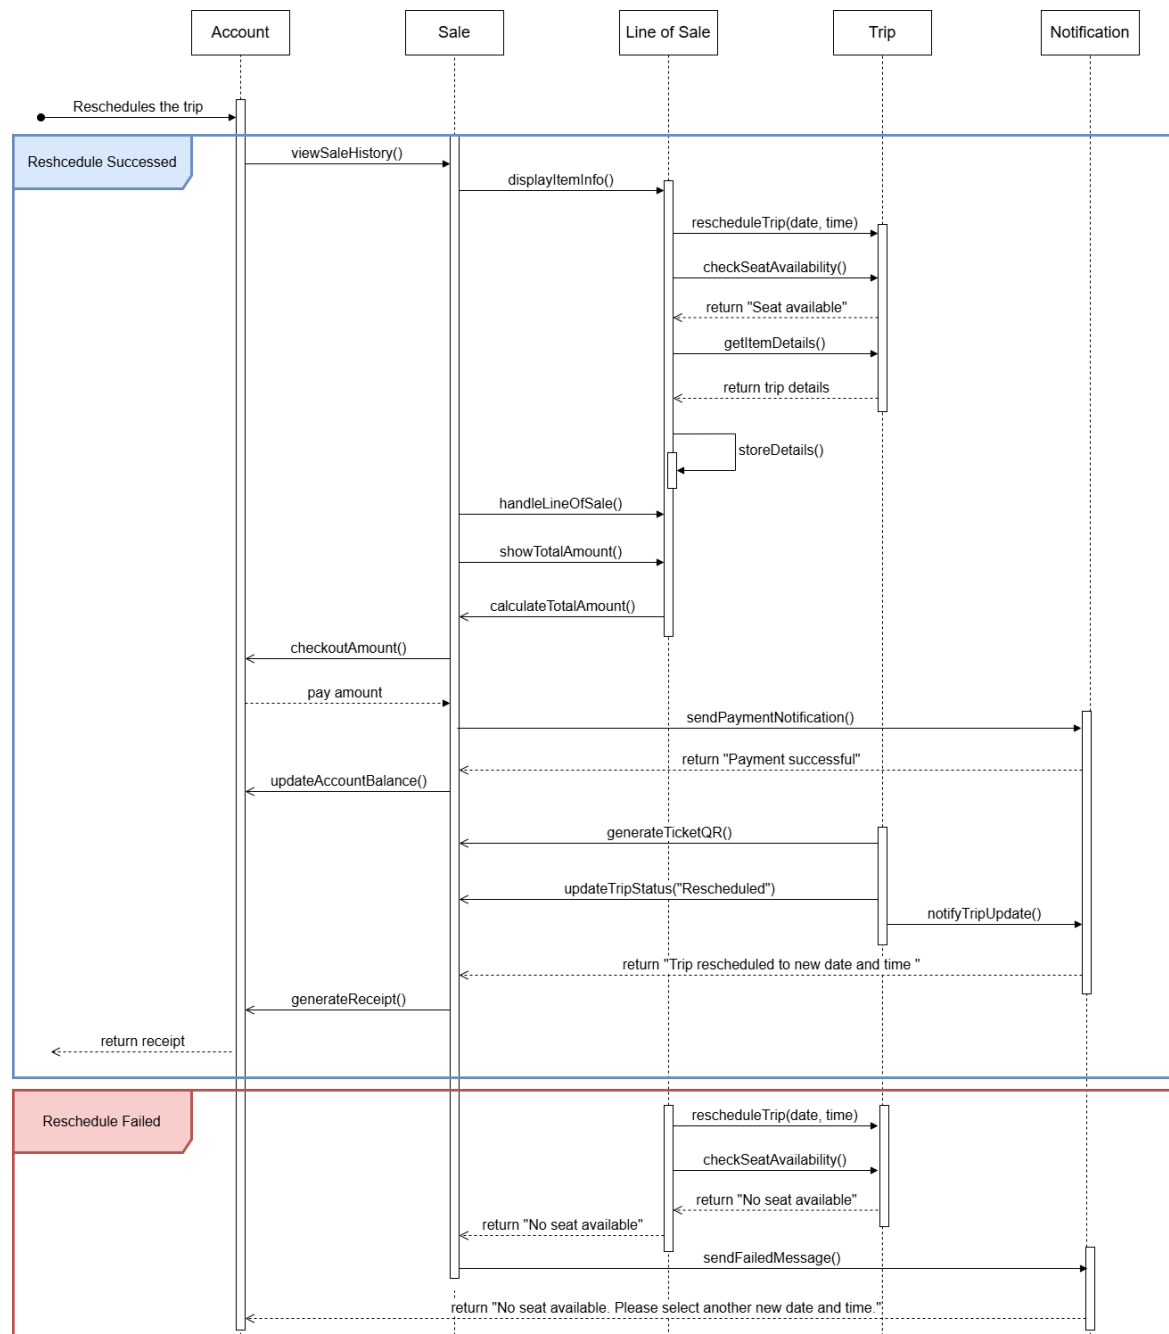 Account
Sale
Line of Sale
Trip
Notification
Reschedules the trip
Reshcedule Successed
viewSaleHistory()
displayItemInfo()
rescheduleTrip(date, time)
checkSeatAvailability()
return "Seat available"
getItemDetails()
return trip details
storeDetails()
handleLineOfSale()
showTotalAmount()
calculateTotalAmount()
checkoutAmount()
pay amount
sendPaymentNotification()
return "Payment successful"
updateAccountBalance()
generateTicketQR()
updateTripStatus("Rescheduled")
notifyTripUpdate()
return "Trip rescheduled to new date and time "
generateReceipt()
return receipt
Reschedule Failed
rescheduleTrip(date, time)
checkSeatAvailability()
return "No seat available"
return "No seat available"
sendFailedMessage()
return "No seat available. Please select another new date and time."